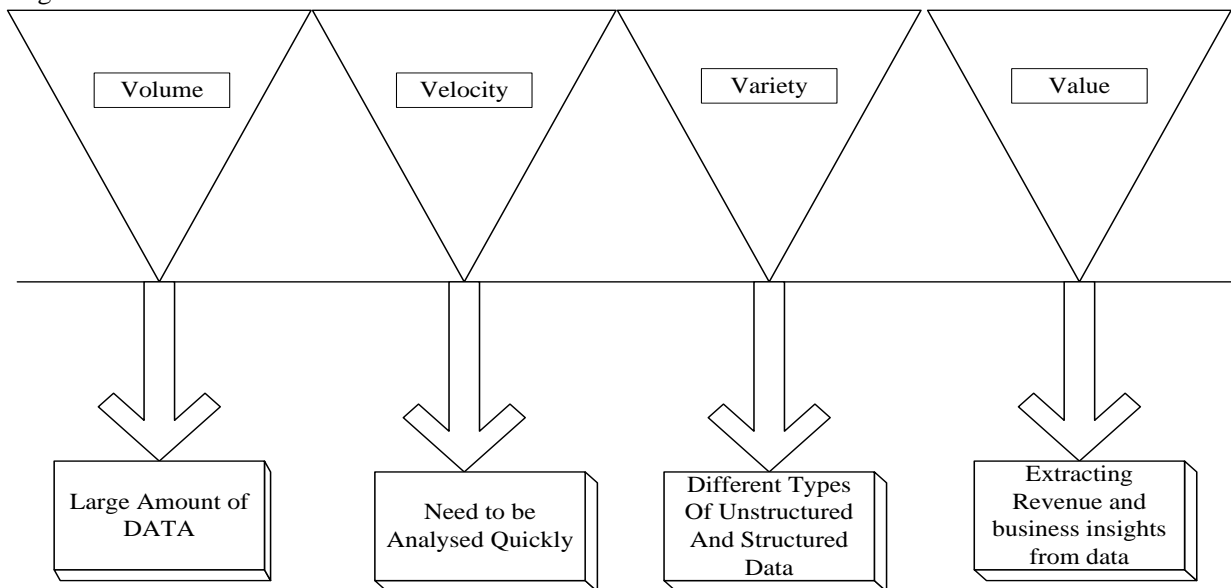 Volume
Velocity
Variety
Value
Large Amount of
DATA
Need to be
Analysed Quickly
Different Types
Of Unstructured
And Structured
Data
Extracting
Revenue and
business insights
from data